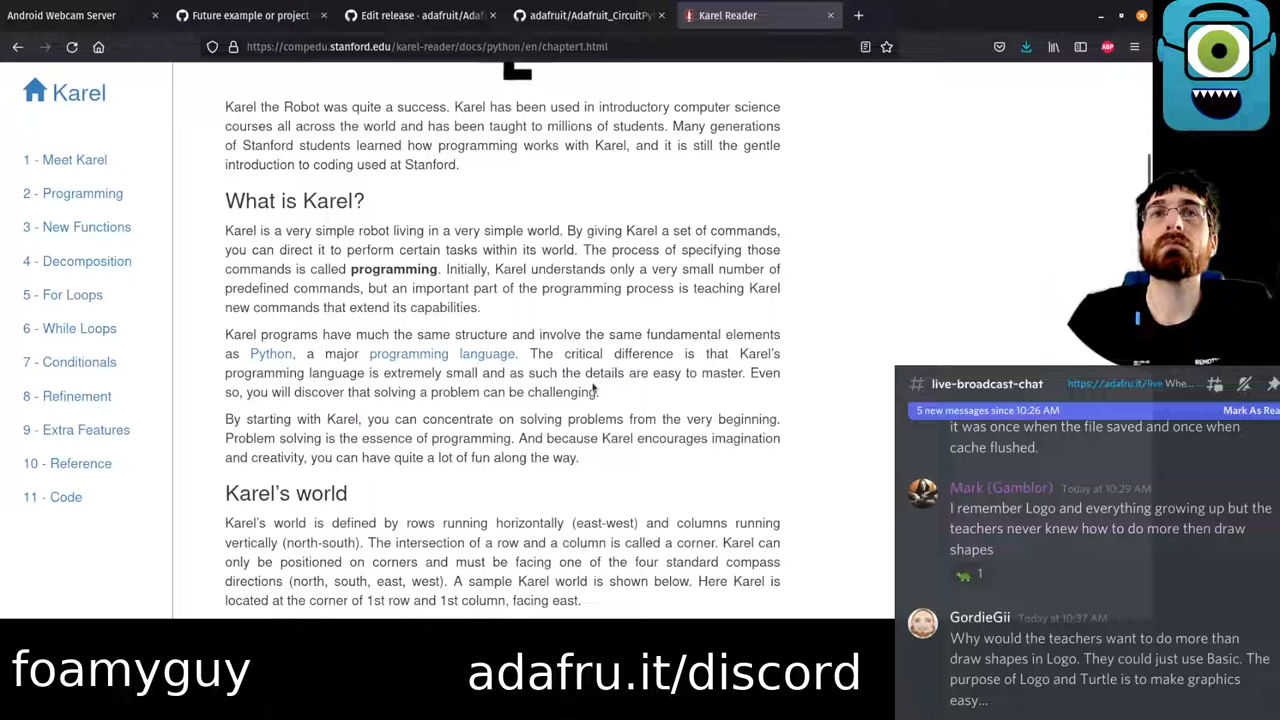 Android Webcam Server
Future example or project
Edit release · adafruit/Adaf
adafruit/Adafruit_CircuitPy
Karel Reader
https://compedu.stanford.edu/karel-reader/docs/python/en/chapter1.html
ABP
Karel
1 - Meet Karel
2 - Programming
3 - New Functions
4 - Decomposition
5 - For Loops
6 - While Loops
7 - Conditionals
8 - Refinement
9 - Extra Features
10 - Reference
11 - Code
Karel the Robot was quite a success. Karel has been used in introductory computer science
courses all across the world and has been taught to millions of students. Many generations
of Stanford students learned how programming works with Karel, and it is still the gentle
introduction to coding used at Stanford.
What is Karel?
Karel is a very simple robot living in a very simple world. By giving Karel a set of commands,
you can direct it to perform certain tasks within its world. The process of specifying those
commands is called programming. Initially, Karel understands only a very small number of
predefined commands, but an important part of the programming process is teaching Karel
new commands that extend its capabilities.
Karel programs have much the same structure and involve the same fundamental elements
as Python, a major programming language. The critical difference is that Karel's
programming language is extremely small and as such the details are easy to master. Even
so, you will discover that solving a problem can be challenging.
By starting with Karel, you can concentrate on solving problems from the very beginning.
Problem solving is the essence of programming. And because Karel encourages imagination
and creativity, you can have quite a lot of fun along the way.
Karel's world
Karel's world is defined by rows running horizontally (east-west) and columns running
vertically (north-south). The intersection of a row and a column is called a corner. Karel can
only be positioned on corners and must be facing one of the four standard compass
directions (north, south, east, west). A sample Karel world is shown below. Here Karel is
located at the corner of 1st row and 1st column, facing east.
# live-broadcast-chat https://adafru.it/live Whe...
5 new messages since 10:26 AM Mark As Rea
it was once when the file saved and once when
cache flushed.
Mark (Gamblor) Today at 10:29 AM
I remember Logo and everything growing up but the
teachers never knew how to do more then draw
shapes
1
GordieGii Today at 10:37 AM
Why would the teachers want to do more than
draw shapes in Logo. They could just use Basic. The
purpose of Logo and Turtle is to make graphics
easy...
foamyguy
adafru.it/discord